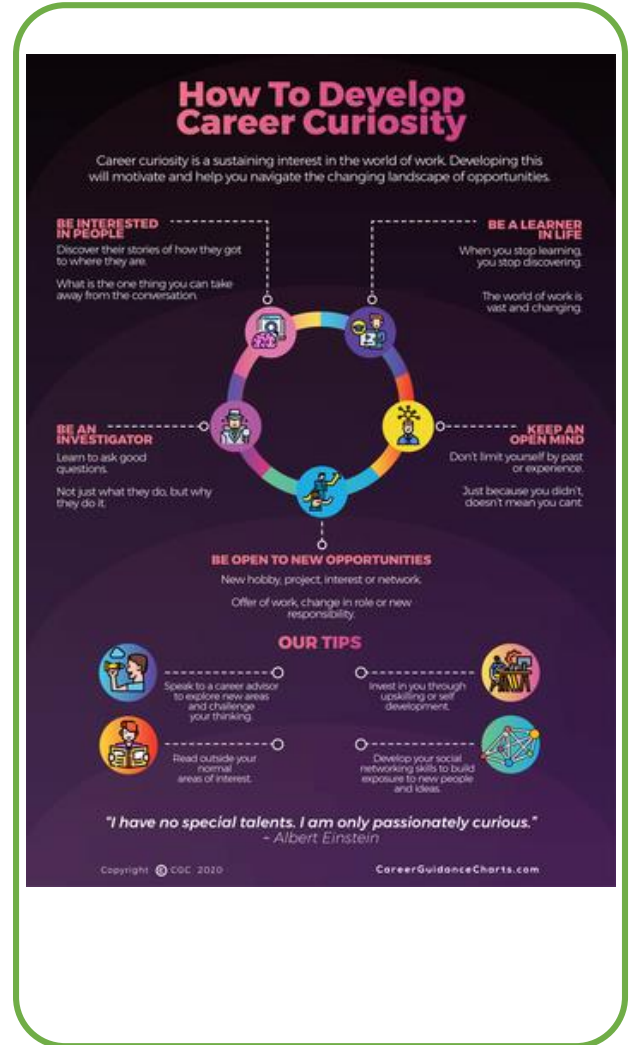 How To Develop
Career Curiosity
Career curiosity is a sustaining interest in the world of work. Developing this
will motivate and help you navigate the changing landscape of opportunities.
BE INTERESTED
IN PEOPLE
Discover their stories of how they got
to where they are.
What is the one thing you can take
away from the conversation.
BE A LEARNER
IN LIFE
When you stop learning,
you stop discovering.
The world of work is
vast and changing.
BE AN
INVESTIGATOR
Learn to ask good
questions.
Not just what they do, but why
they do it.
KEEP AN
OPEN MIND
Don't limit yourself by past
or experience.
Just because you didn't,
doesn't mean you cant.
BE OPEN TO NEW OPPORTUNITIES
New hobby, project, interest or network.
Offer of work, change in role or new
responsibility.
OUR TIPS
Speak to a career advisor
to explore new areas
and challenge
your thinking.
Invest in you through
upskilling or self
development.
Read outside your
normal
areas of interest.
Develop your social
networking skills to build
exposure to new people
and ideas.
"I have no special talents. I am only passionately curious."
~ Albert Einstein
Copyright © CGC 2020
CareerGuidanceCharts.com